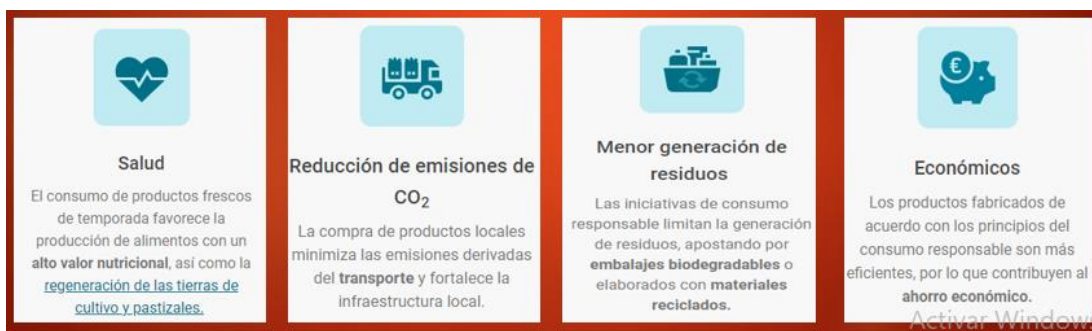 Salud
El consumo de productos frescos
de temporada favorece la
producción de alimentos con un
alto valor nutricional, así como la
regeneración de las tierras de
cultivo y pastizales.
Reducción de emisiones de
CO₂
La compra de productos locales
minimiza las emisiones derivadas
del transporte y fortalece la
infraestructura local.
Menor generación de
residuos
Las iniciativas de consumo
responsable limitan la generación
de residuos, apostando por
embalajes biodegradables o
elaborados con materiales
reciclados.
€
Económicos
Los productos fabricados de
acuerdo con los principios del
consumo responsable son más
eficientes, por lo que contribuyen al
ahorro económico.
Activar Windows